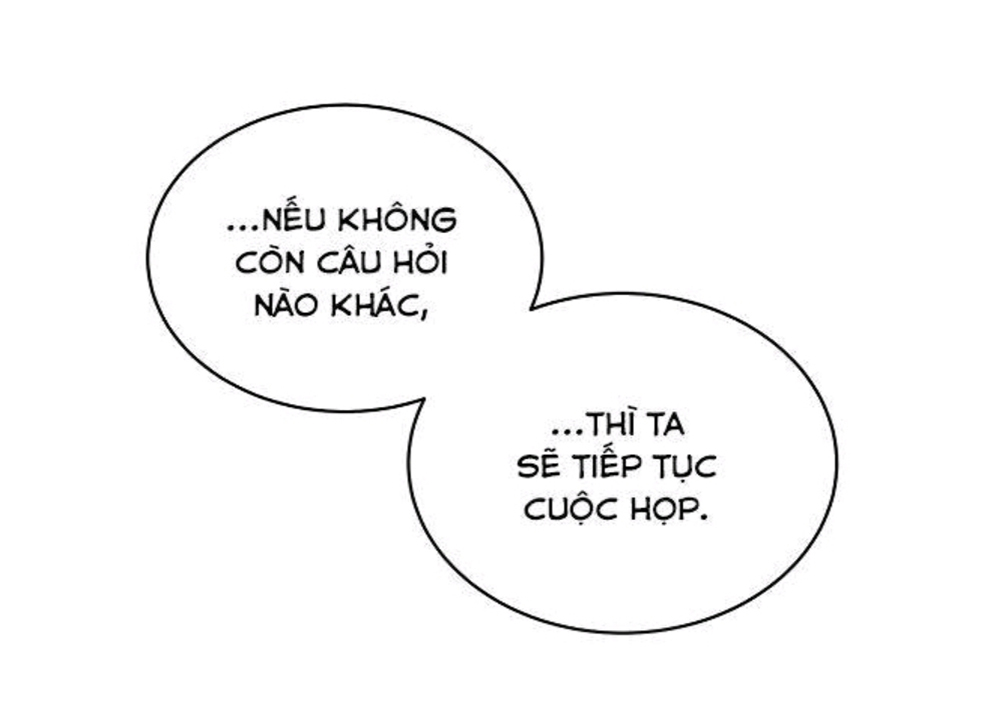 ...NẾU KHÔNG
CÒN CÂU HỎI
NÀO KHÁC,
...THÌ TA
SẼ TIẾP TỤC
CUỘC HỌP.